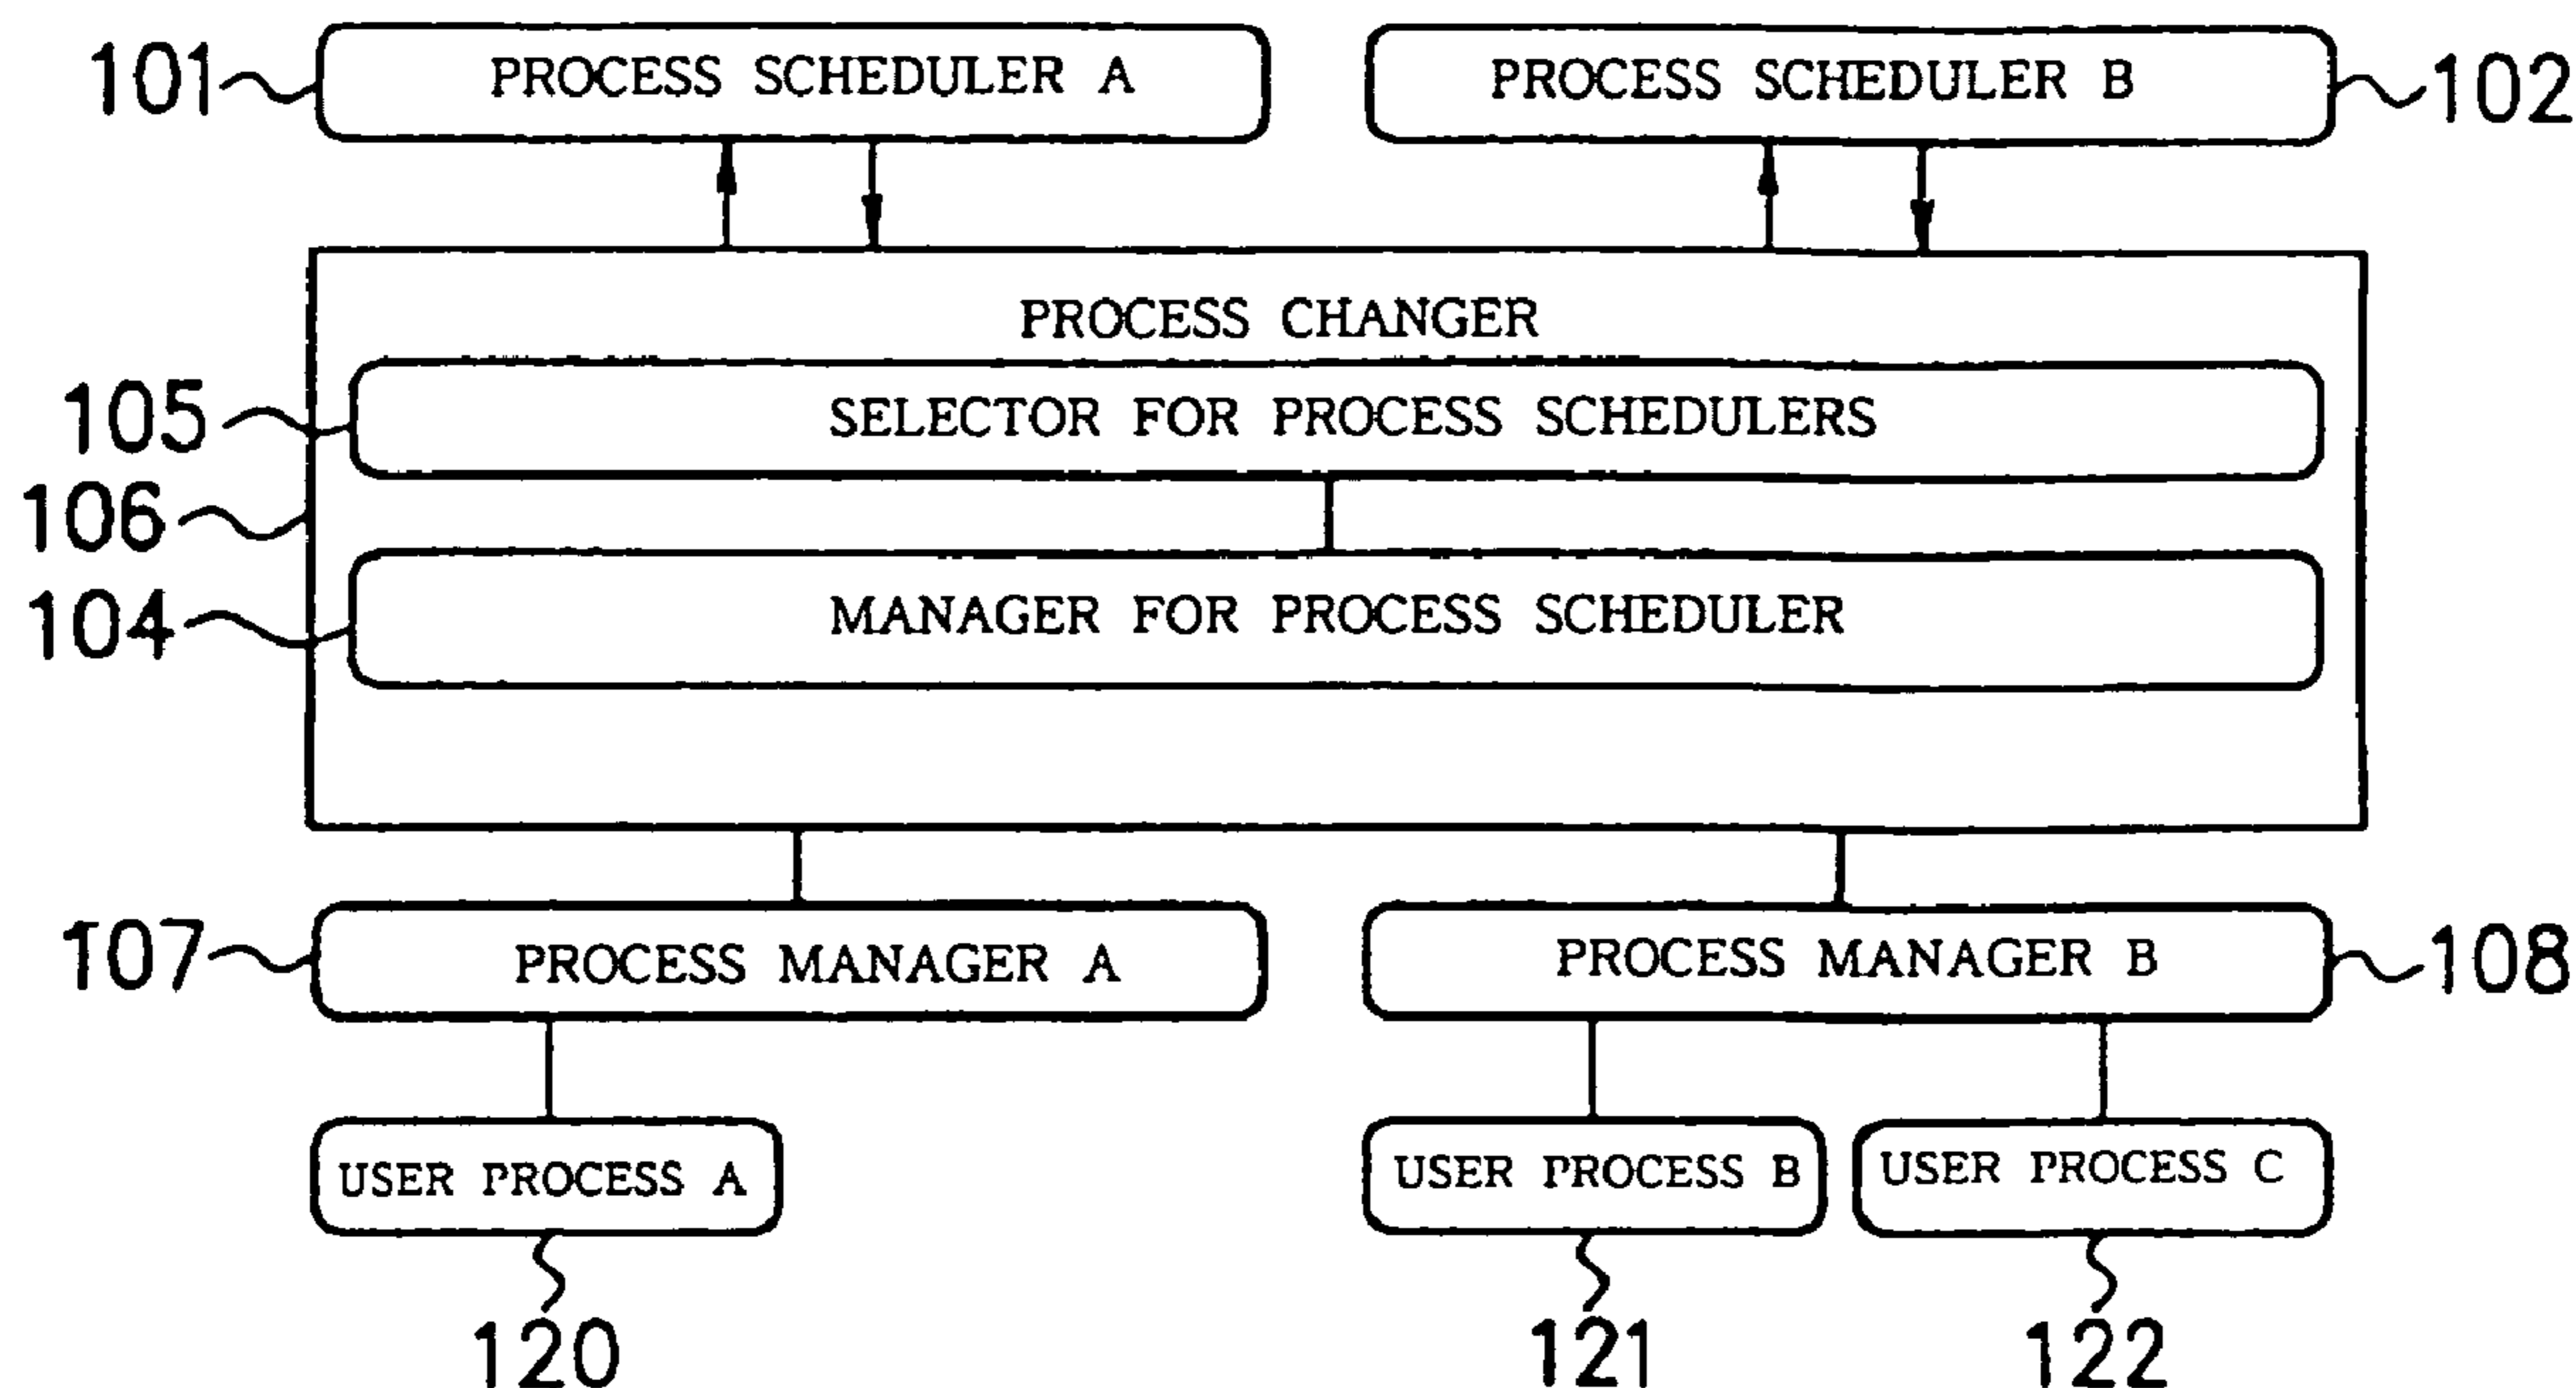 101
PROCESS SCHEDULER A
PROCESS SCHEDULER B
102
PROCESS CHANGER
105
SELECTOR FOR PROCESS SCHEDULERS
106
104
MANAGER FOR PROCESS SCHEDULER
107
PROCESS MANAGER A
PROCESS MANAGER B
108
USER PROCESS A
USER PROCESS B
USER PROCESS C
120
121
122